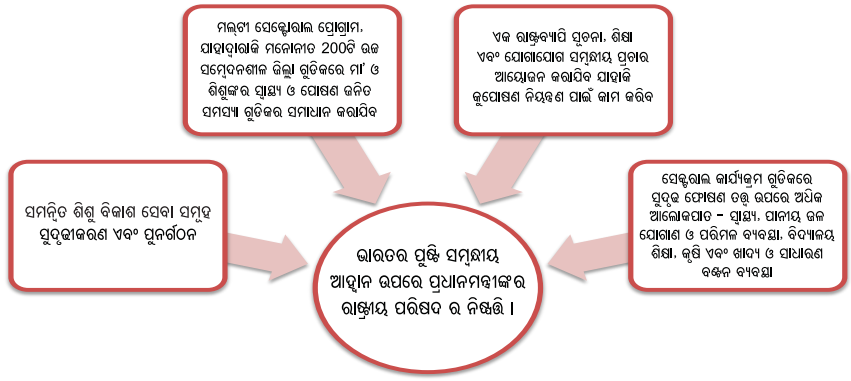 ମଲ୍‌ଟୀ ସେକ୍ଟୋରାଲ ପ୍ରୋଗ୍ରାମ,
ଯାହାଦ୍ଵାରାକି ମନୋନୀତ 200ଟି ଉଚ୍ଚ
ସମ୍ବେଦନଶୀଳ ଜିଲ୍ଲା ଗୁଡିକରେ ମା' ଓ
ଶିଶୁଙ୍କର ସ୍ୱାସ୍ଥ୍ୟ ଓ ପୋଷଣ ଜନିତ
ସମସ୍ୟା ଗୁଡିକର ସମାଧାନ କରାଯିବ
ଏକ ରାଷ୍ଟ୍ରବ୍ୟାପି ସୂଚନା, ଶିକ୍ଷା
ଏବଂ ଯୋଗାଯୋଗ ସମ୍ବନ୍ଧୀୟ ପ୍ରଚାର
ଆୟୋଜନ କରାଯିବ ଯାହାକି
କୁପୋଷଣ ନିୟନ୍ତ୍ରଣ ପାଇଁ କାମ କରିବ
ସମନ୍ୱିତ ଶିଶୁ ବିକାଶ ସେବା ସମୂହ
ସୁଦୃଢୀକରଣ ଏବଂ ପୁନର୍ଗଠନ
ସେକ୍ଟରାଲ କାର୍ଯ୍ୟକ୍ରମ ଗୁଡିକରେ
ସୁଦୃଢ ଫୋଷଣ ତତ୍ତ୍ୱ ଉପରେ ଅଧିକ
ଆଲୋକପାତ – ସ୍ୱାସ୍ଥ୍ୟ, ପାନୀୟ ଜଳ
ଯୋଗାଣ ଓ ପରିମଳ ବ୍ୟବସ୍ଥା, ବିଦ୍ୟାଳୟ
ଶିକ୍ଷା, କୃଷି ଏବଂ ଖାଦ୍ୟ ଓ ସାଧାରଣ
ବଣ୍ଟନ ବ୍ୟବସ୍ଥା
ଭାରତର ପୁଷ୍ଟି ସମ୍ବନ୍ଧୀୟ
ଆହ୍ୱାନ ଉପରେ ପ୍ରଧାନମନ୍ତ୍ରୀଙ୍କର
ରାଷ୍ଟ୍ରୀୟ ପରିଷଦ ର ନିଷ୍ପତ୍ତି ।